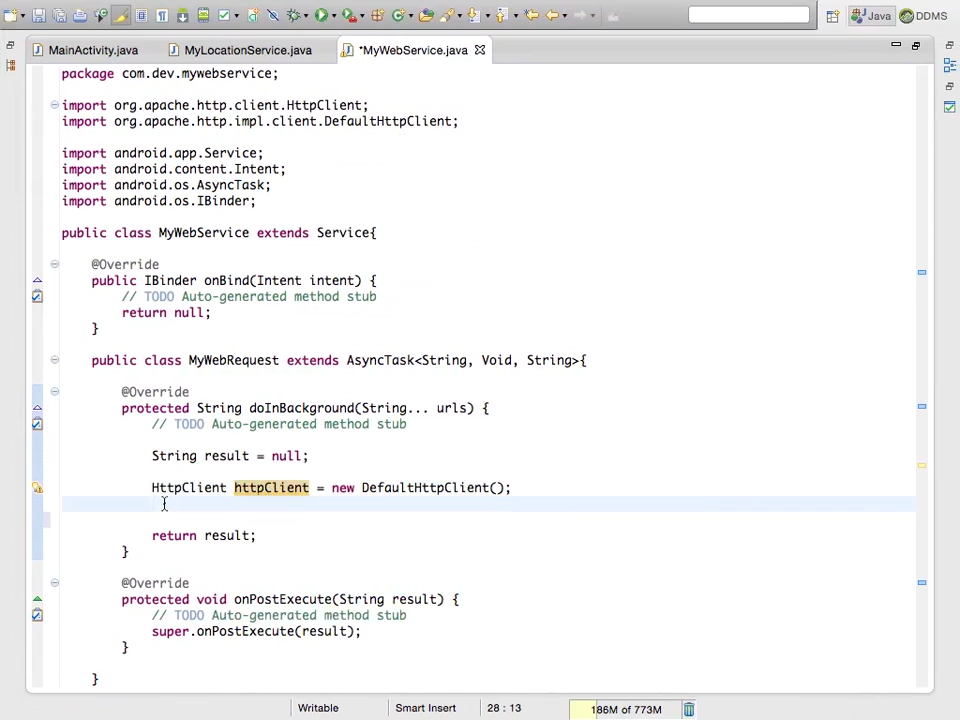 Java DDMS
MainActivity.java MyLocationService.java *MyWebService.java
package com.dev.mywebservice;
import org.apache.http.client.HttpClient;
import org.apache.http.impl.client.DefaultHttpClient;
import android.app.Service;
import android.content.Intent;
import android.os.AsyncTask;
import android.os.IBinder;
public class MyWebService extends Service{
@Override
public IBinder onBind(Intent intent) {
// TODO Auto-generated method stub
return null;
}
public class MyWebRequest extends AsyncTask<String, Void, String>{
@Override
protected String doInBackground(String... urls) {
// TODO Auto-generated method stub
String result = null;
HttpClient httpClient = new DefaultHttpClient();
return result;
}
@Override
protected void onPostExecute(String result) {
// TODO Auto-generated method stub
super.onPostExecute(result);
}
}
Writable Smart Insert 28 : 13 186M of 773M